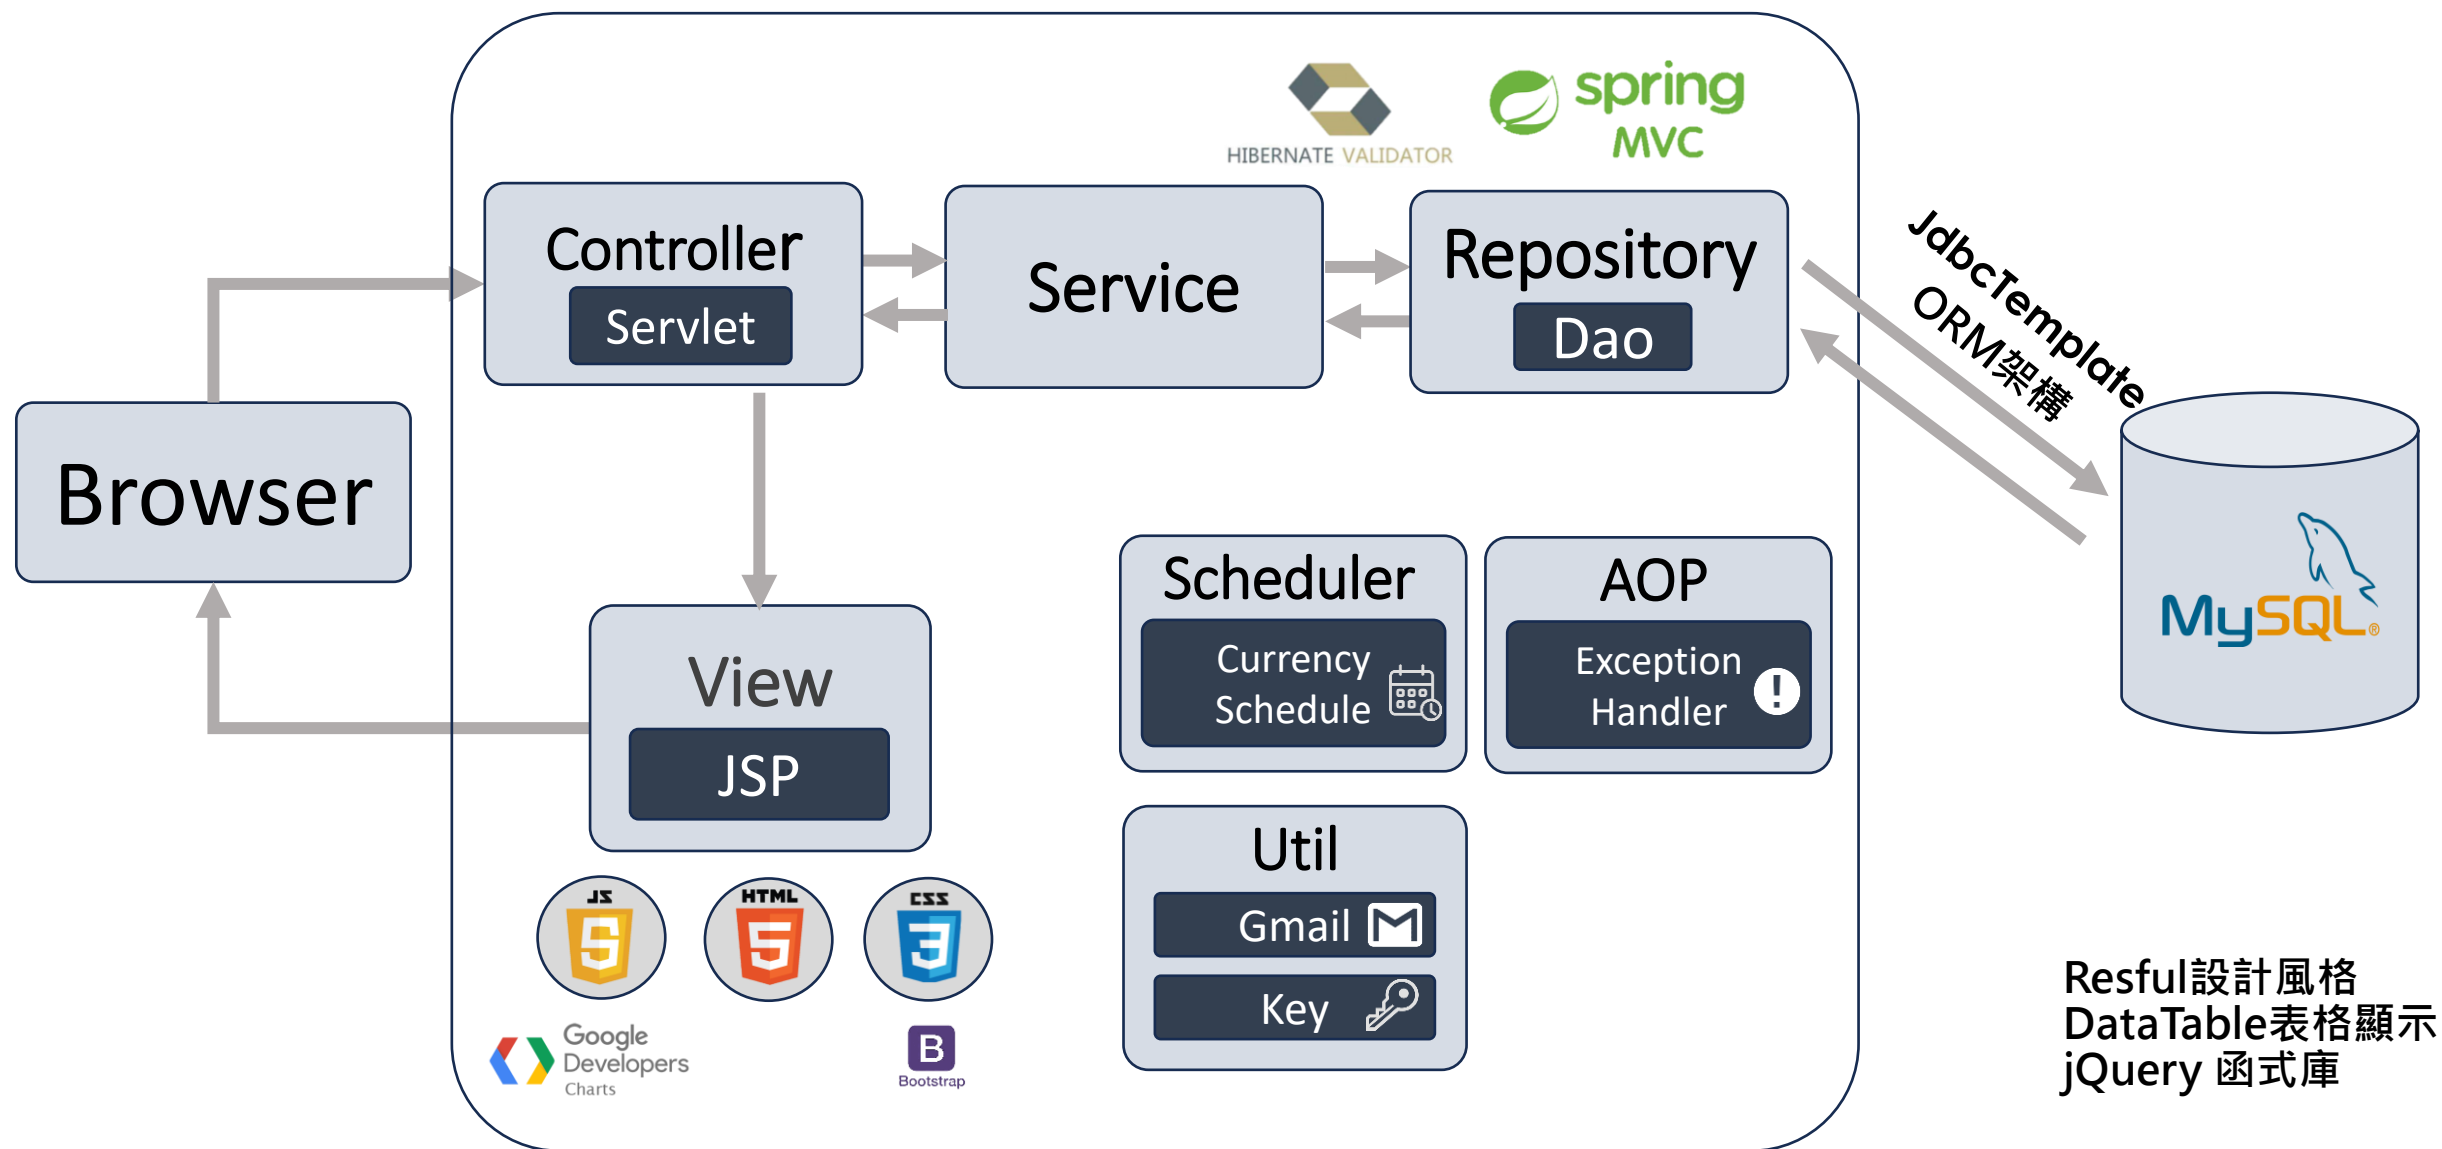 HIBERNATE VALIDATOR
spring
MVC
Controller
Servlet
Service
Repository
Dao
JdbcTemplate
ORM架構
Browser
MySQL®
Scheduler
Currency
Schedule
AOP
Exception
Handler
!
View
JSP
Util
Gmail
Key
JS
5
HTML
5
CSS
3
Google
Developers
Charts
B
Bootstrap
Resful設計風格
DataTable表格顯示
jQuery 函式庫